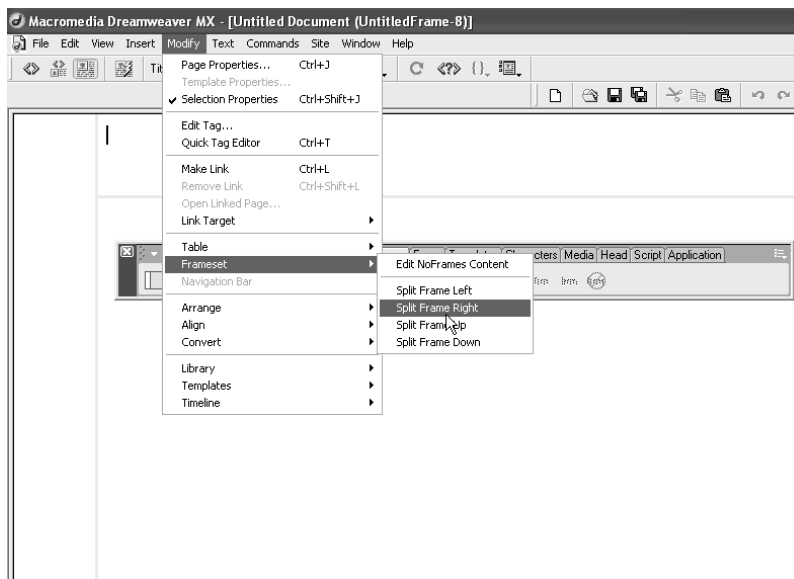 Macromedia Dreamweaver MX - [Untitled Document (UntitledFrame-8)]
File Edit View Insert Modify Text Commands Site Window Help
Page Properties... Ctrl+J
Template Properties...
Selection Properties Ctrl+Shift+J
Edit Tag...
Quick Tag Editor Ctrl+T
Make Link Ctrl+L
Remove Link Ctrl+Shift+L
Open Linked Page...
Link Target
Table
Frameset
Navigation Bar
Arrange
Align
Convert
Library
Templates
Timeline
Media Head Script Application
Edit NoFrames Content
Split Frame Left
Split Frame Right
Split Frame Up
Split Frame Down